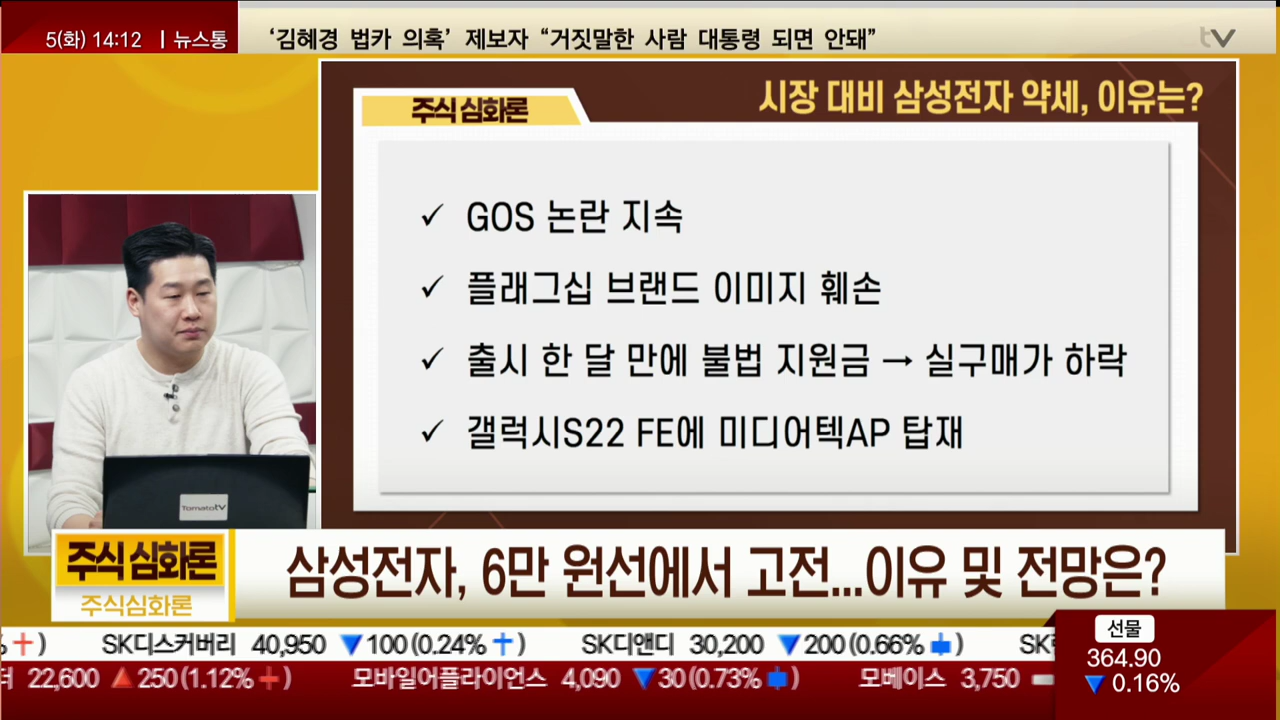 5(화) 14:12 | 뉴스통 '김혜경 법카 의혹' 제보자 "거짓말한 사람 대통령 되면 안돼" tv
시장 대비 삼성전자 약세, 이유는?
주식 심화론
✓ GOS 논란 지속
✓ 플래그십 브랜드 이미지 훼손
✓ 출시 한 달 만에 불법 지원금 → 실구매가 하락
✓ 갤럭시S22 FE에 미디어텍AP 탑재
Tomato tv
주식 심화론
주식심화론
삼성전자, 6만 원선에서 고전...이유 및 전망은?
% +) SK디스커버리 40,950 ▼100(0.24% +) SK디앤디 30,200 ▼200(0.66% ) SK
22,600 ▲250(1.12% +) 모바일어플라이언스 4,090 ▼30(0.73% ) 모베이스 3,750
선물
364.90
▼ 0.16%